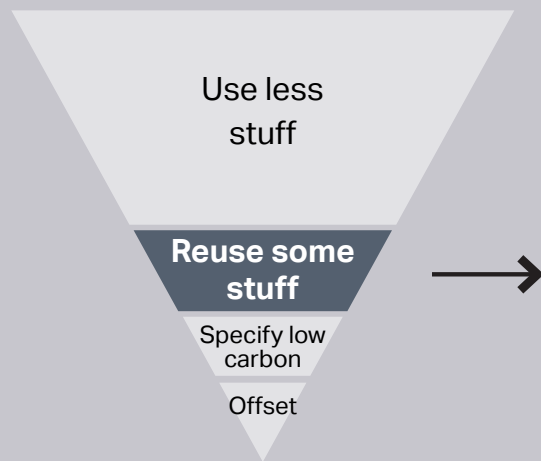 Use less
stuff
Reuse some
stuff
Specify low
carbon
Offset